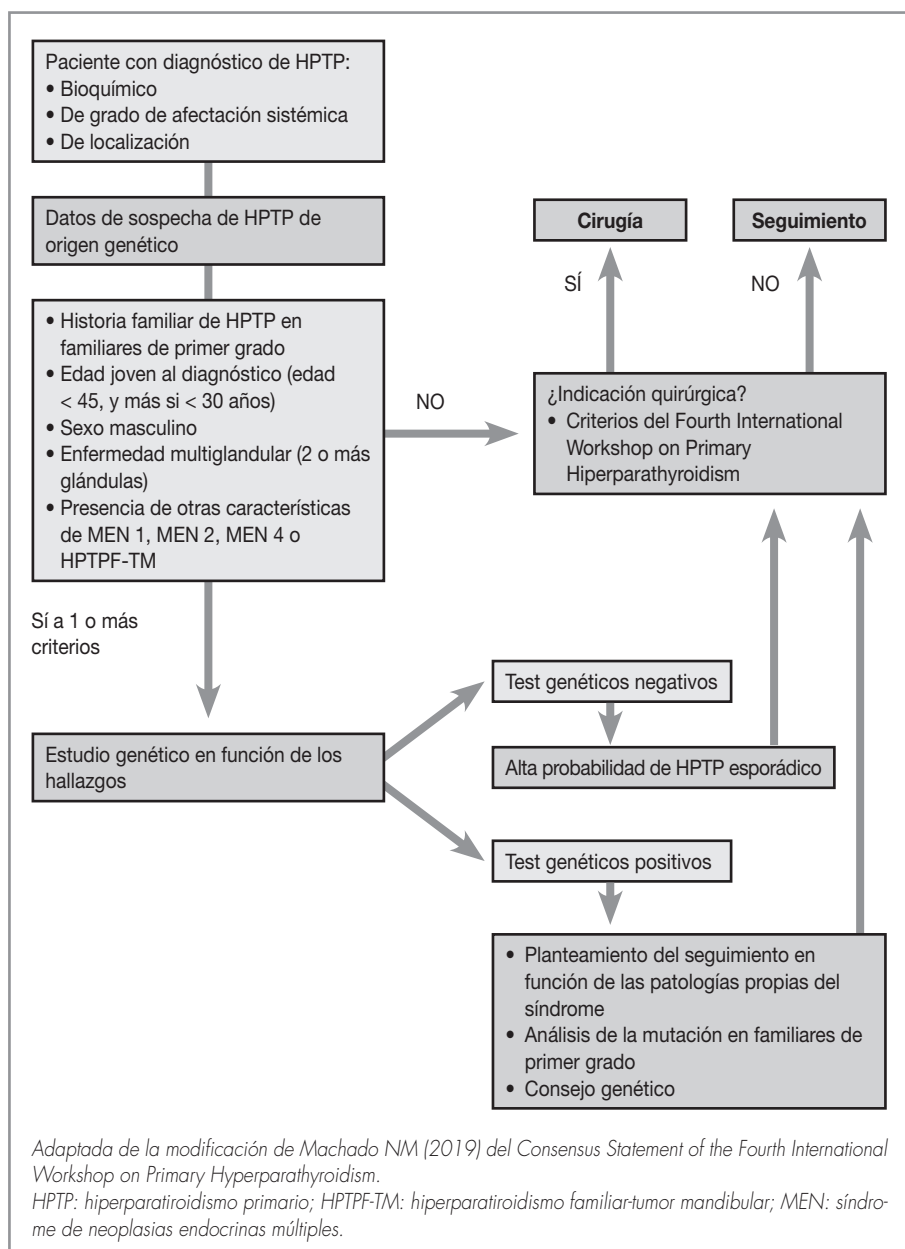 Paciente con diagnóstico de HPTP:
• Bioquímico
• De grado de afectación sistémica
• De localización
Datos de sospecha de HPTP de
origen genético
Cirugía
Seguimiento
SÍ
NO
• Historia familiar de HPTP en
familiares de primer grado
• Edad joven al diagnóstico (edad
< 45, y más si < 30 años)
• Sexo masculino
• Enfermedad multiglandular (2 o más
glándulas)
• Presencia de otras características
de MEN 1, MEN 2, MEN 4 o
HPTPF-TM
NO
¿Indicación quirúrgica?
• Criterios del Fourth International
Workshop on Primary
Hiperparathyroidism
Sí a 1 o más
criterios
Estudio genético en función de los
hallazgos
Test genéticos negativos
Alta probabilidad de HPTP esporádico
Test genéticos positivos
• Planteamiento del seguimiento en
función de las patologías propias del
síndrome
• Análisis de la mutación en familiares de
primer grado
• Consejo genético
Adaptada de la modificación de Machado NM (2019) del Consensus Statement of the Fourth International
Workshop on Primary Hyperparathyroidism.
HPTP: hiperparatiroidismo primario; HPTPF-TM: hiperparatiroidismo familiar-tumor mandibular; MEN: síndro-
me de neoplasias endocrinas múltiples.